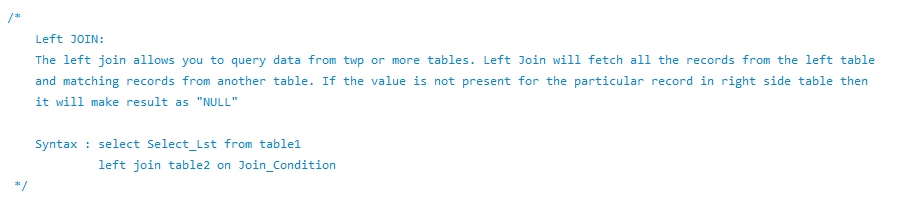 /*
Left JOIN:
The left join allows you to query data from twp or more tables. Left Join will fetch all the records from the left table
and matching records from another table. If the value is not present for the particular record in right side table then
it will make result as "NULL"
Syntax : select Select_Lst from table1
left join table2 on Join_Condition
*/